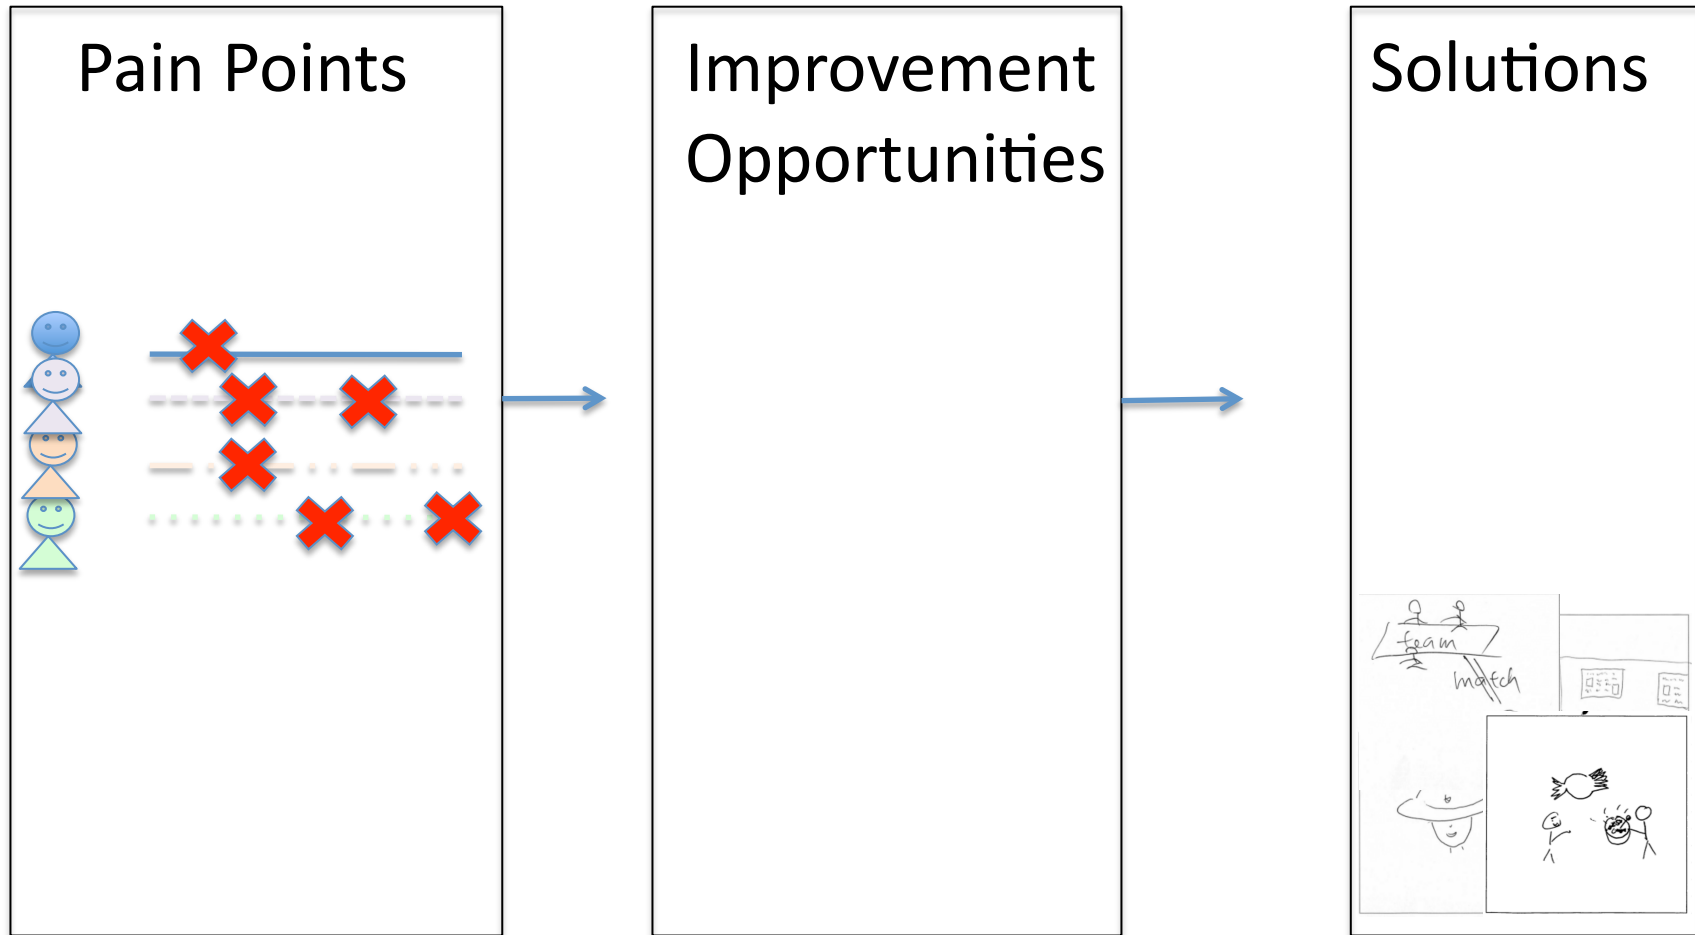 Pain Points
Improvement
Opportunities
Solutions
team
match